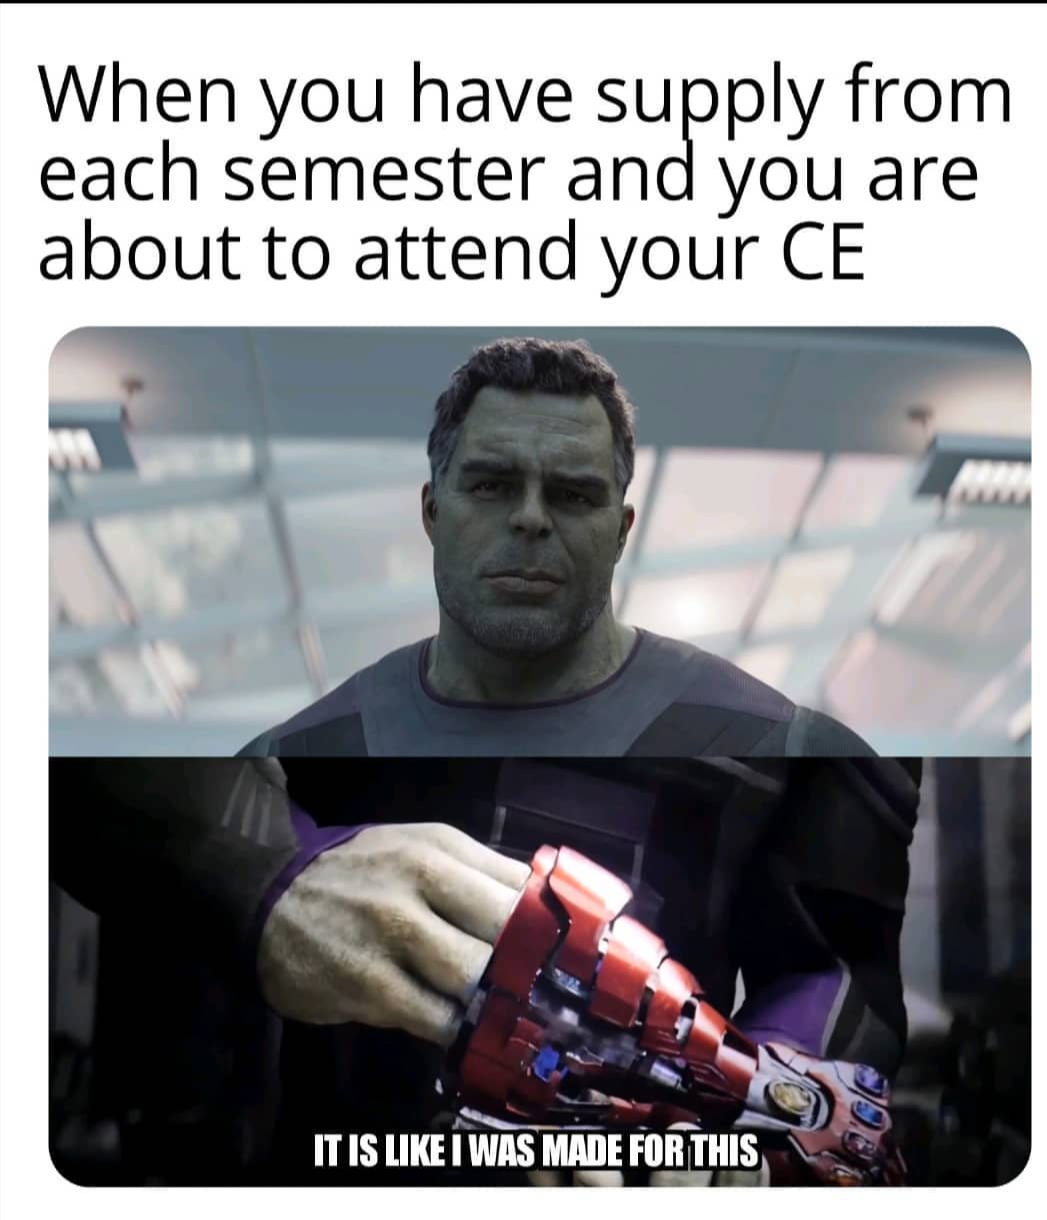 When you have supply from
each semester and you are
about to attend your CE
IT IS LIKE I WAS MADE FOR THIS